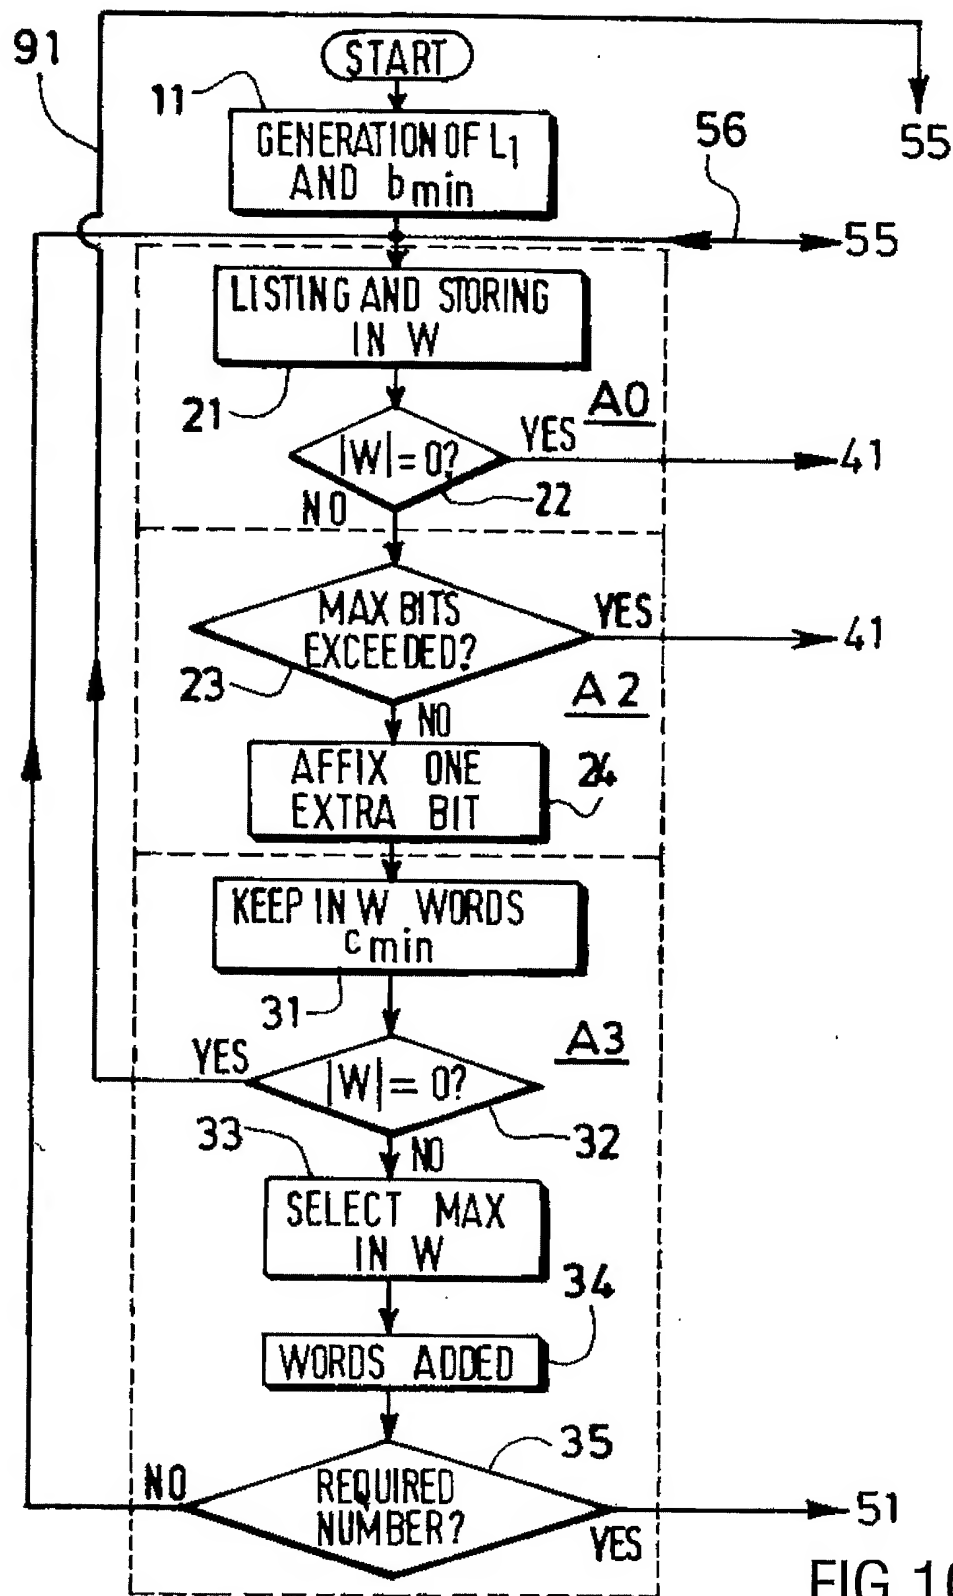 91
START
11
GENERATION OF L1
AND bmin
55
56
55
LISTING AND STORING
IN W
21
A0
|W|=0?
YES
41
NO
22
MAX BITS
EXCEEDED?
YES
41
23
A2
NO
AFFIX ONE
EXTRA BIT
24
KEEP IN W WORDS
cmin
31
A3
YES
|W|=0?
32
33
NO
SELECT MAX
IN W
34
WORDS ADDED
35
NO
REQUIRED
NUMBER?
YES
51